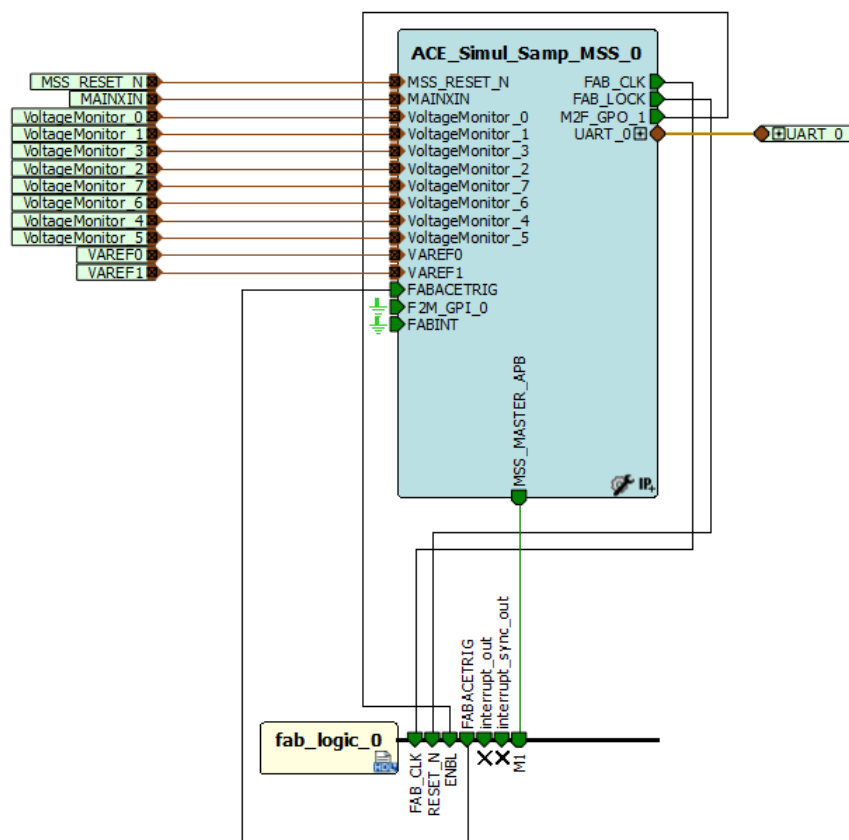 ACE_Simul_Samp_MSS_0
MSS_RESET_N
MAINXIN
VoltageMonitor_0
VoltageMonitor_1
VoltageMonitor_3
VoltageMonitor_2
VoltageMonitor_7
VoltageMonitor_6
VoltageMonitor_4
VoltageMonitor_5
VAREF0
VAREF1
MSS_RESET_N
MAINXIN
VoltageMonitor_0
VoltageMonitor_1
VoltageMonitor_3
VoltageMonitor_2
VoltageMonitor_7
VoltageMonitor_6
VoltageMonitor_4
VoltageMonitor_5
VAREF0
VAREF1
FABACETRIG
F2M_GPI_0
FABINT
FAB_CLK
FAB_LOCK
M2F_GPO_1
UART_0
UART_0
MSS_MASTER_APB
IP+
FABACETRIG
interrupt_out
interrupt_sync_out
fab_logic_0
HDL
FAB_CLK
RESET_N
ENBL
M1